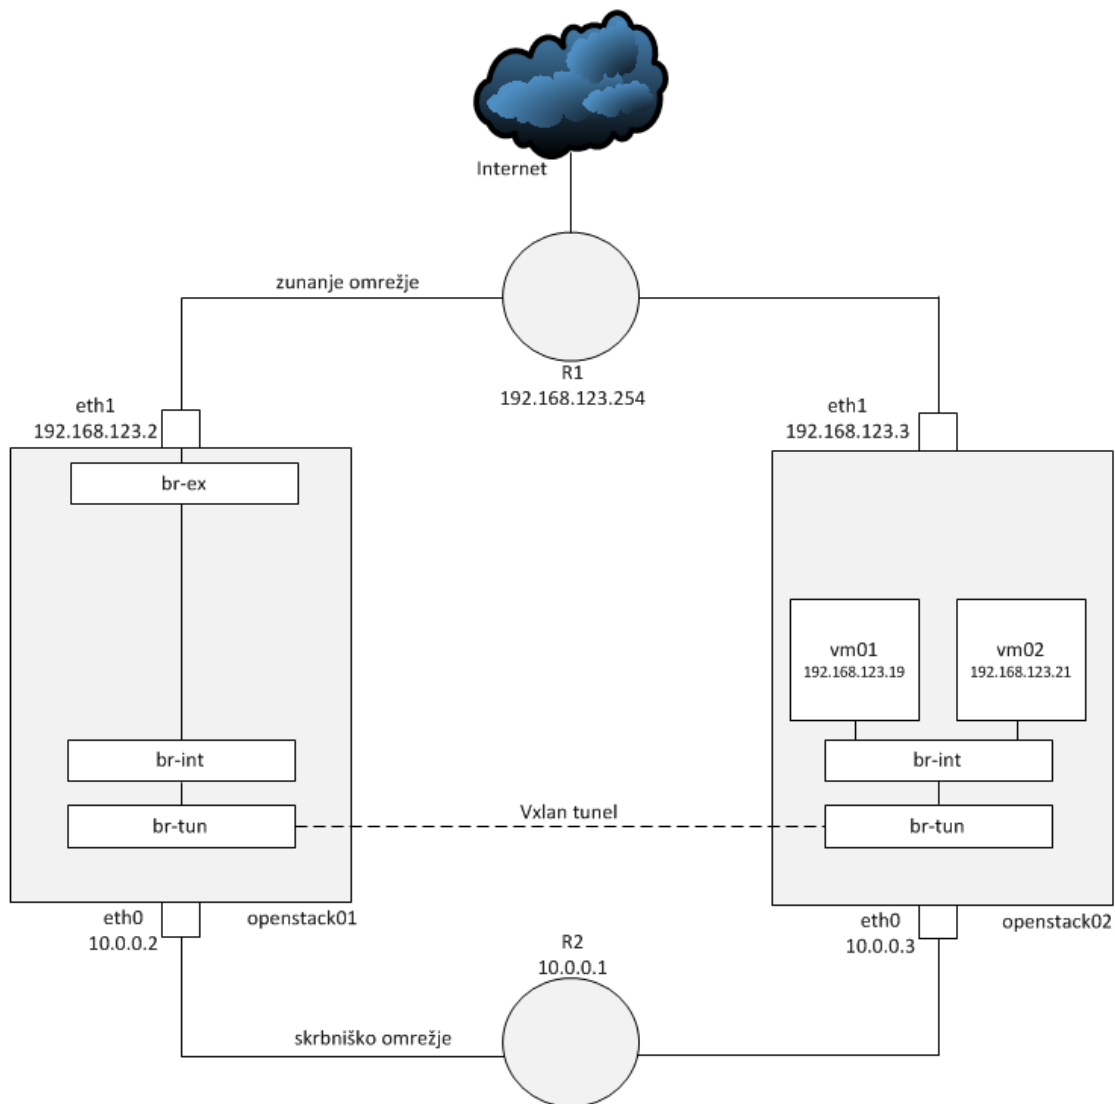 Internet
zunanje omrežje
R1
192.168.123.254
eth1
192.168.123.2
eth1
192.168.123.3
br-ex
vm01
192.168.123.19
vm02
192.168.123.21
br-int
br-int
br-tun
Vxlan tunel
br-tun
eth0
10.0.0.2
openstack01
eth0
10.0.0.3
openstack02
R2
10.0.0.1
skrbniško omrežje